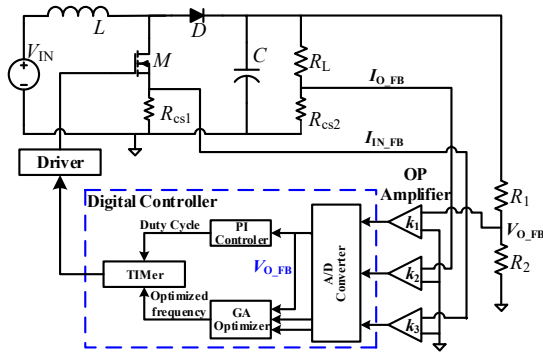 L
D
V_IN
M
C
R_L
I_O_FB
R_cs1
R_cs2
I_IN_FB
Driver
OP
Amplifier
R_1
Digital Controller
Duty Cycle
PI
Controler
k_1
V_O_FB
R_2
TIMer
V_O_FB
A/D
Converter
k_2
Optimized
frequency
GA
Optimizer
k_3